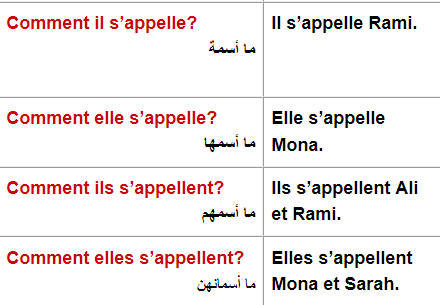 Comment il s’appelle?
ما أسمة
Il s’appelle Rami.
Comment elle s’appelle?
ما أسمها
Elle s’appelle
Mona.
Comment ils s’appellent?
ما أسمهم
Ils s’appellent Ali
et Rami.
Comment elles s’appellent?
ما أسمائهن
Elles s’appellent
Mona et Sarah.